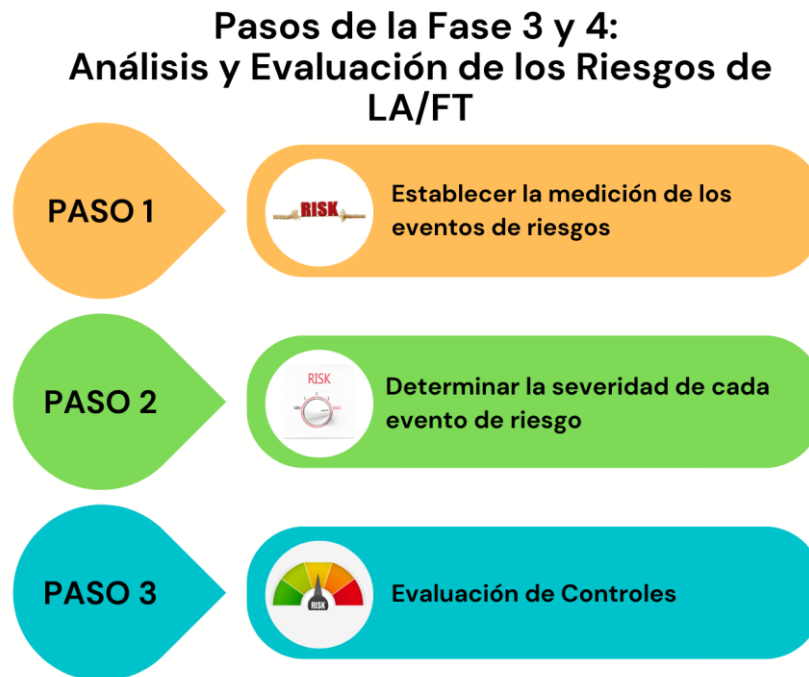 Pasos de la Fase 3 y 4:
Análisis y Evaluación de los Riesgos de
LA/FT
PASO 1
RISK
Establecer la medición de los
eventos de riesgos
PASO 2
RISK
Determinar la severidad de cada
evento de riesgo
PASO 3
RISK
Evaluación de Controles